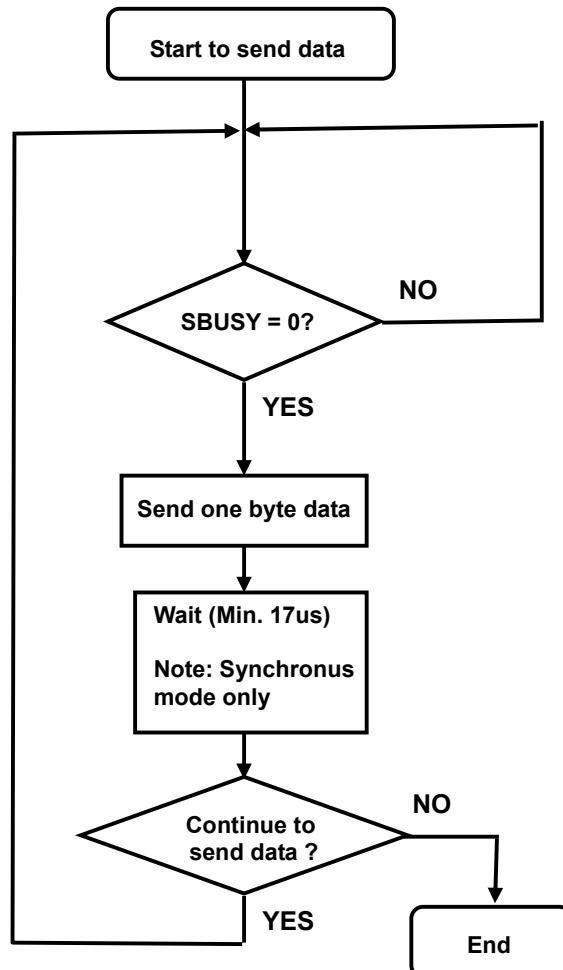 Start to send data
SBUSY = 0?
NO
YES
Send one byte data
Wait (Min. 17us)
Note: Synchronus
mode only
Continue to
send data ?
NO
YES
End